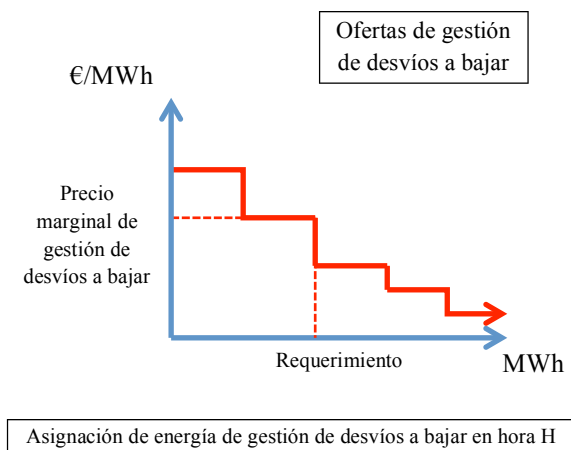 Ofertas de gestión
de desvíos a bajar
€/MWh
Precio
marginal de
gestión de
desvíos a bajar
Requerimiento
MWh
Asignación de energía de gestión de desvíos a bajar en hora H